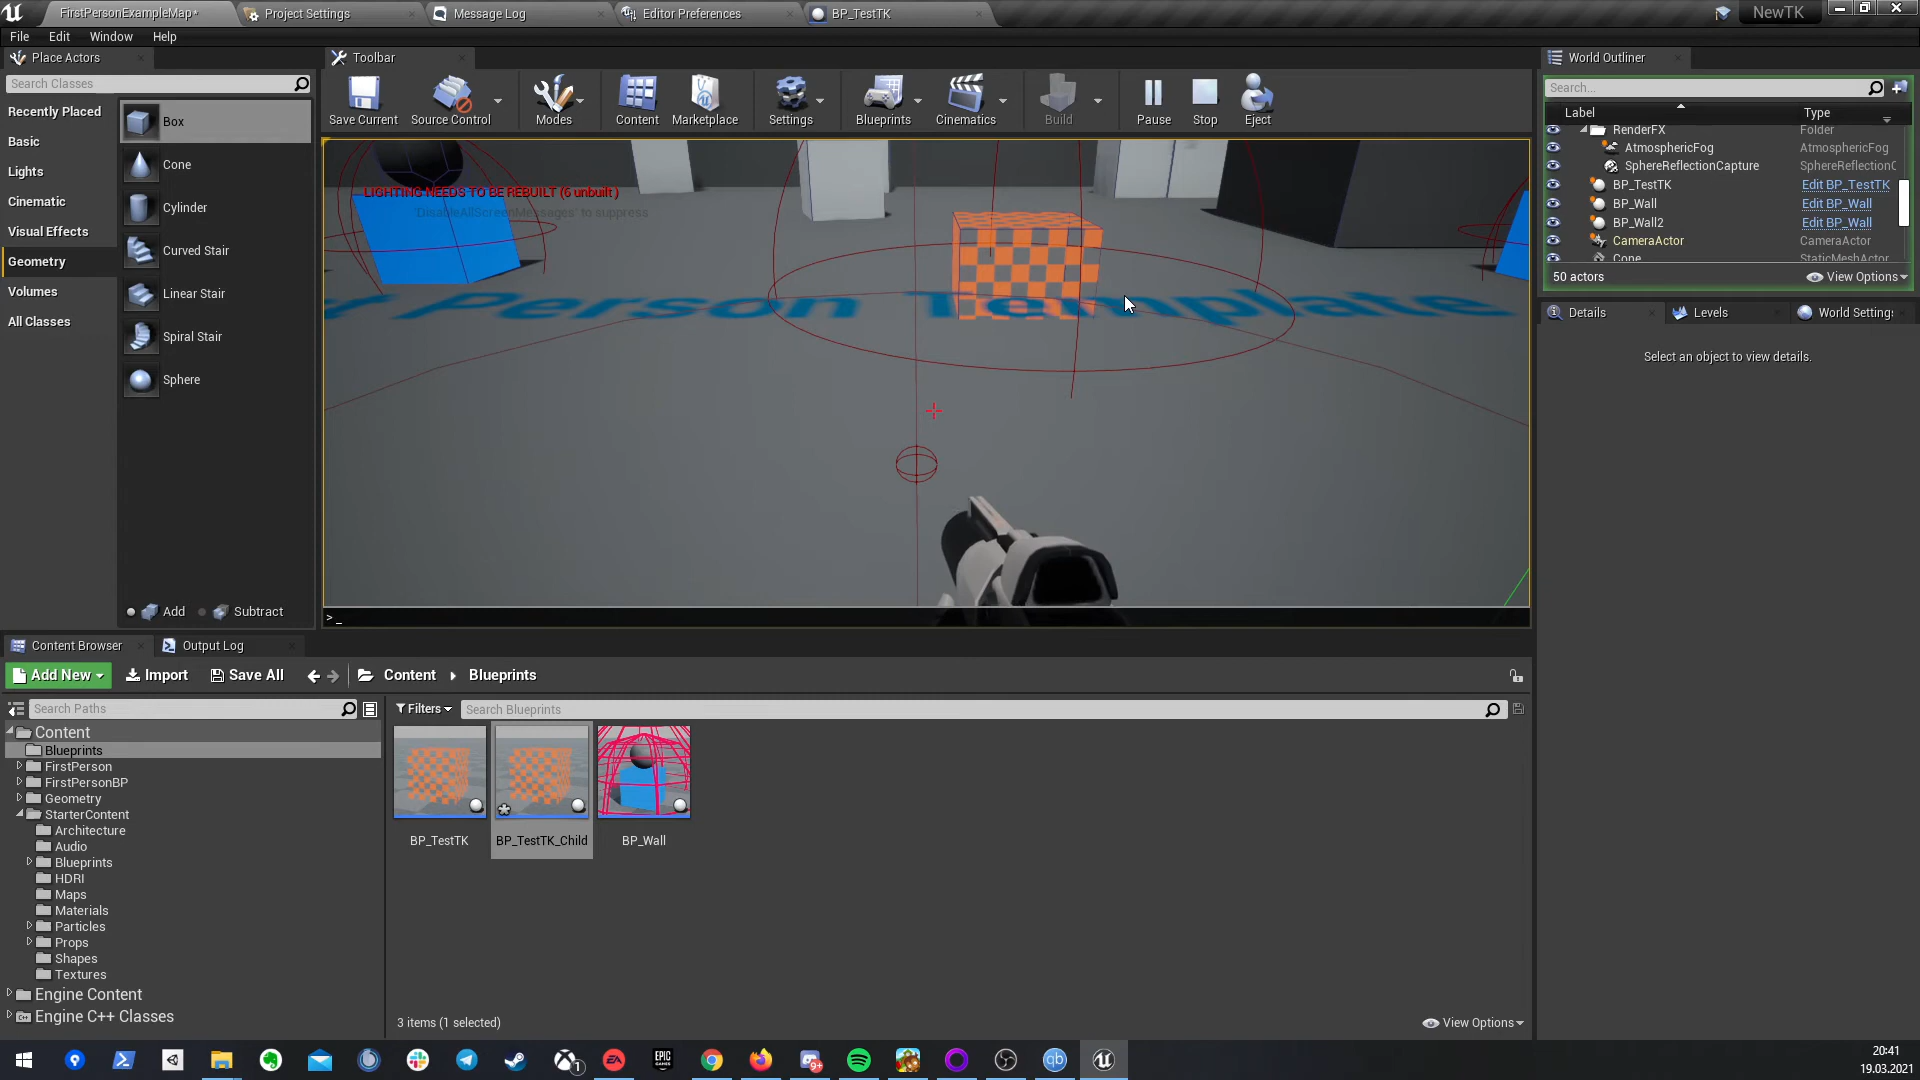 FirstPersonExampleMap*
Project Settings
Message Log
Editor Preferences
BP_TestTK
NewTK
File Edit Window Help
Place Actors
Search Classes
Recently Placed
Basic
Lights
Cinematic
Visual Effects
Geometry
Volumes
All Classes
Box
Cone
Cylinder
Curved Stair
Linear Stair
Spiral Stair
Sphere
Add Subtract
Toolbar
Save Current
Source Control
Modes
Content
Marketplace
Settings
Blueprints
Cinematics
Build
Pause
Stop
Eject
LIGHTING NEEDS TO BE REBUILT (6 unbuilt)
'DisableAllScreenMessages' to suppress
Person Template
>_
World Outliner
Search...
Label Type
RenderFX Folder
AtmosphericFog AtmosphericFog
SphereReflectionCapture SphereReflectionC
BP_TestTK Edit BP_TestTK
BP_Wall Edit BP_Wall
BP_Wall2 Edit BP_Wall
CameraActor CameraActor
Cone StaticMeshActor
50 actors View Options
Details
Levels
World Settings
Select an object to view details.
Content Browser
Output Log
Add New Import Save All Content Blueprints
Search Paths
Filters Search Blueprints
Content
Blueprints
FirstPerson
FirstPersonBP
Geometry
StarterContent
Architecture
Audio
Blueprints
HDRI
Maps
Materials
Particles
Props
Shapes
Textures
Engine Content
Engine C++ Classes
BP_TestTK
BP_TestTK_Child
BP_Wall
3 items (1 selected)
View Options
EA
EPIC GAMES
qb
20:41
19.03.2021